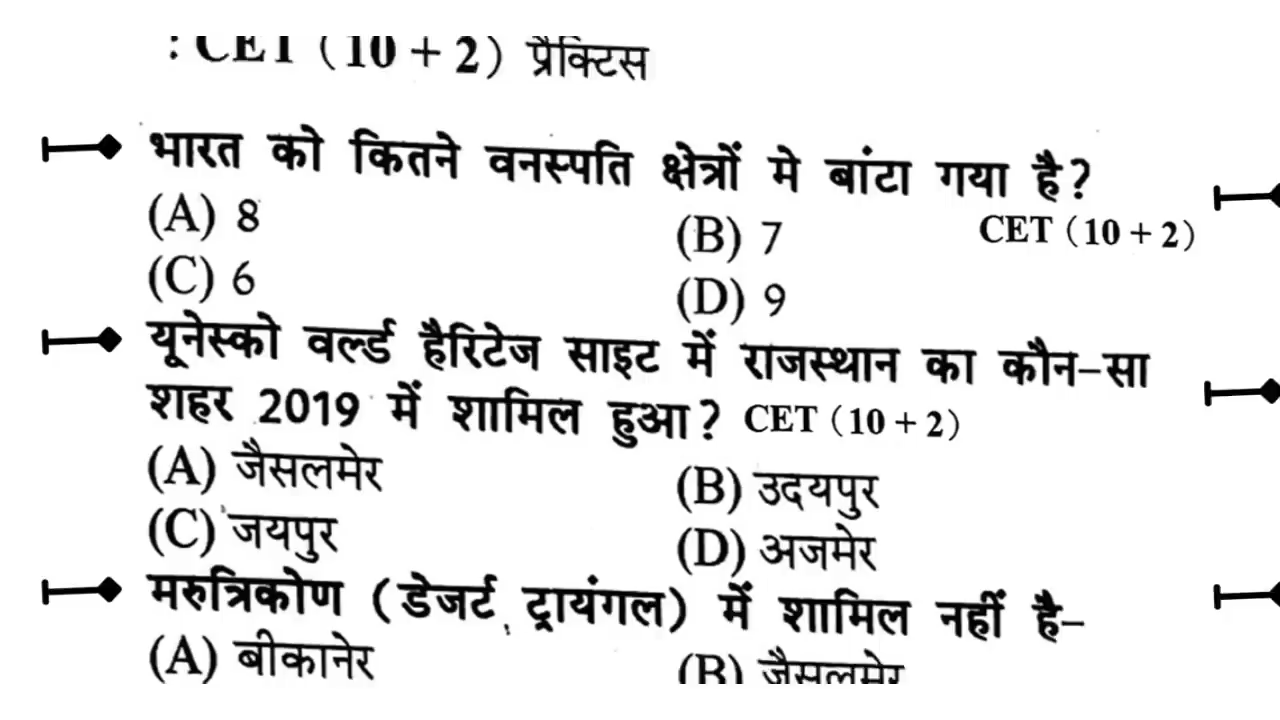 : CET (10 + 2) प्रैक्टिस
भारत को कितने वनस्पति क्षेत्रों मे बांटा गया है?
(A) 8 (B) 7 CET (10 + 2)
(C) 6 (D) 9
यूनेस्को वर्ल्ड हैरिटेज साइट में राजस्थान का कौन-सा
शहर 2019 में शामिल हुआ? CET (10 + 2)
(A) जैसलमेर (B) उदयपुर
(C) जयपुर (D) अजमेर
मरुत्रिकोण (डेजर्ट ट्रायंगल) में शामिल नहीं है-
(A) बीकानेर (B) जैसलमेर